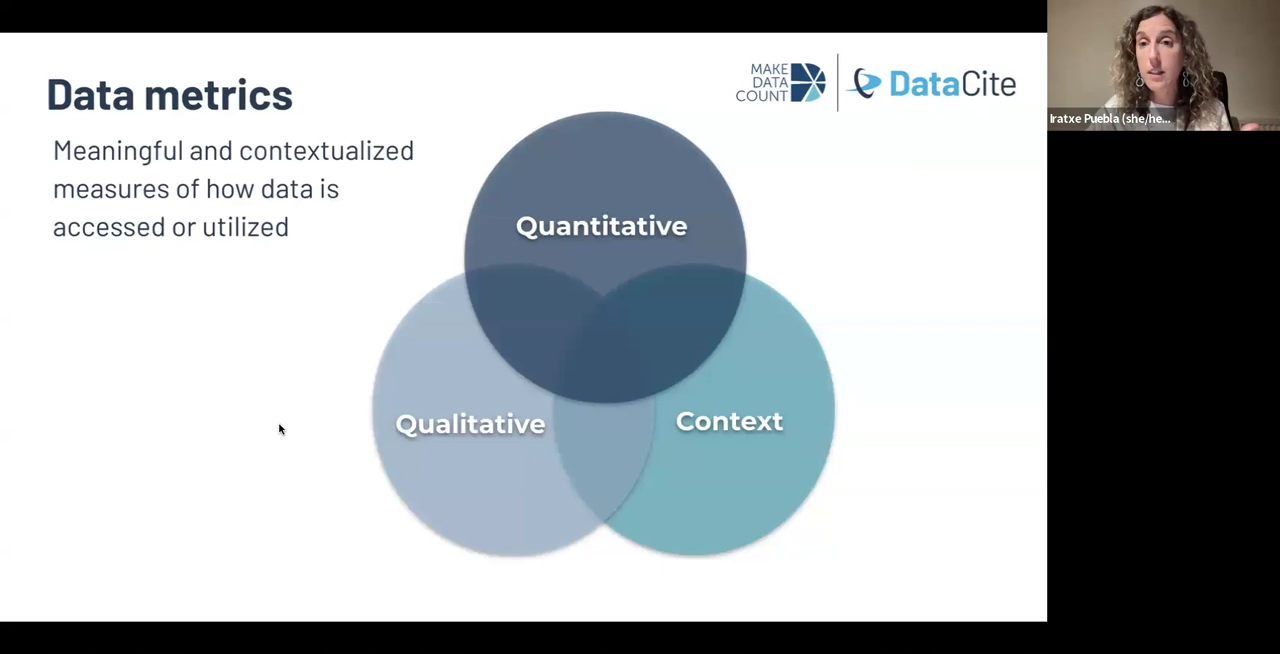 Data metrics
Meaningful and contextualized
measures of how data is
accessed or utilized
MAKE
DATA
COUNT
DataCite
Quantitative
Qualitative
Context
Iratxe Puebla (she/he...